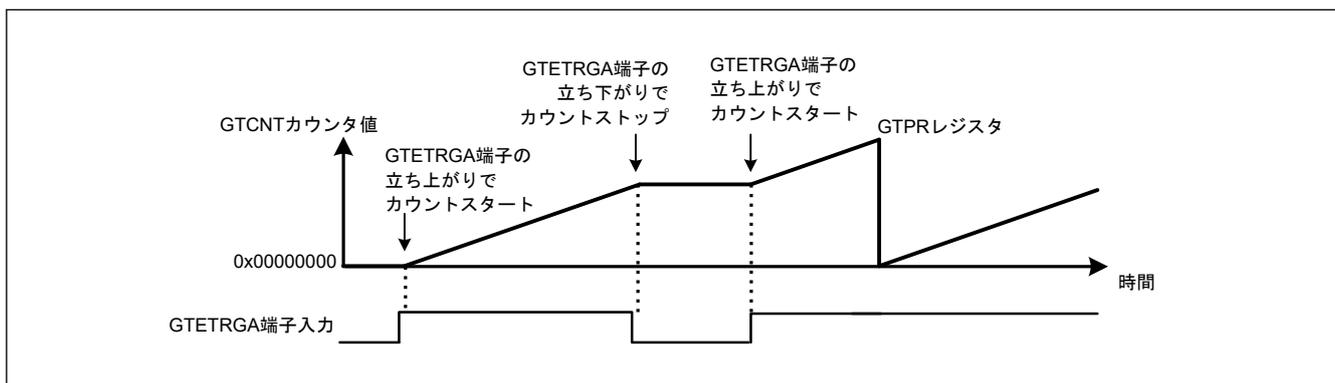 GTETRGA端子の
立ち下がりで
カウントストップ
GTETRGA端子の
立ち上がりで
カウントスタート
GTCNTカウンタ値
GTPRレジスタ
GTETRGA端子の
立ち上がりで
カウントスタート
0x00000000
時間
GTETRGA端子入力